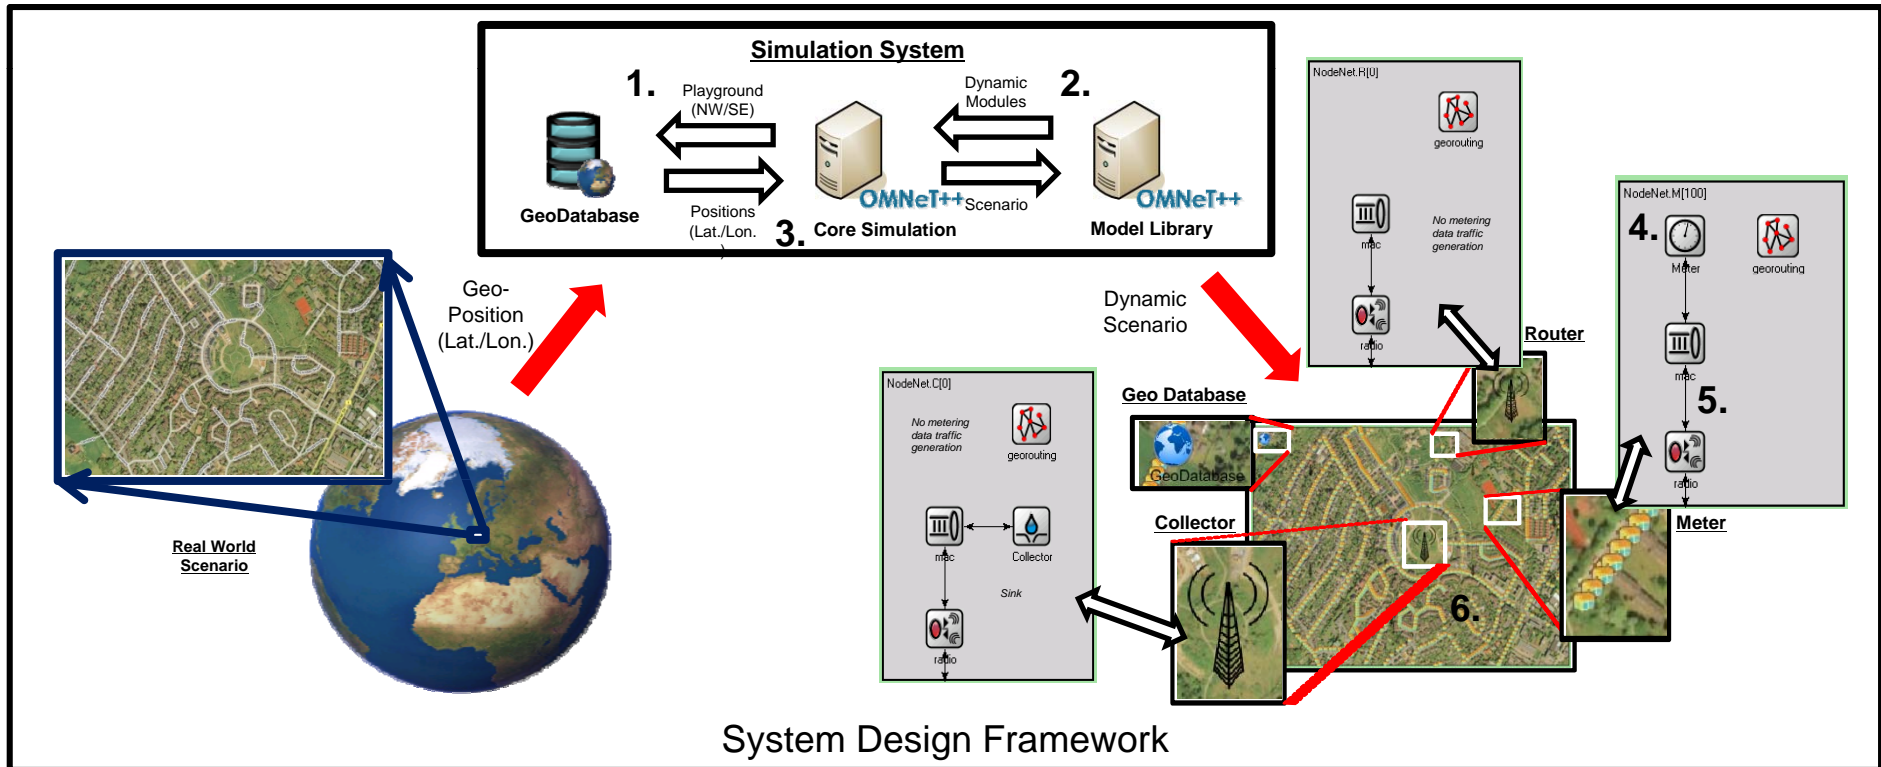 Simulation System
1.
Playground
(NW/SE)
Dynamic
Modules
2.
OMNeT++
OMNeT++
GeoDatabase
Positions
(Lat./Lon.
)
3.
Core Simulation
Scenario
Model Library
Geo-
Position
(Lat./Lon.)
Real World
Scenario
Dynamic
Scenario
NodeNet.R[0]
georouting
mac
No metering
data traffic
generation
radio
Router
NodeNet.M[100]
4.
Meter
georouting
mac
5.
radio
Meter
NodeNet.C[0]
No metering
data traffic
generation
georouting
mac
Collector
Sink
radio
Geo Database
GeoDatabase
Collector
6.
System Design Framework